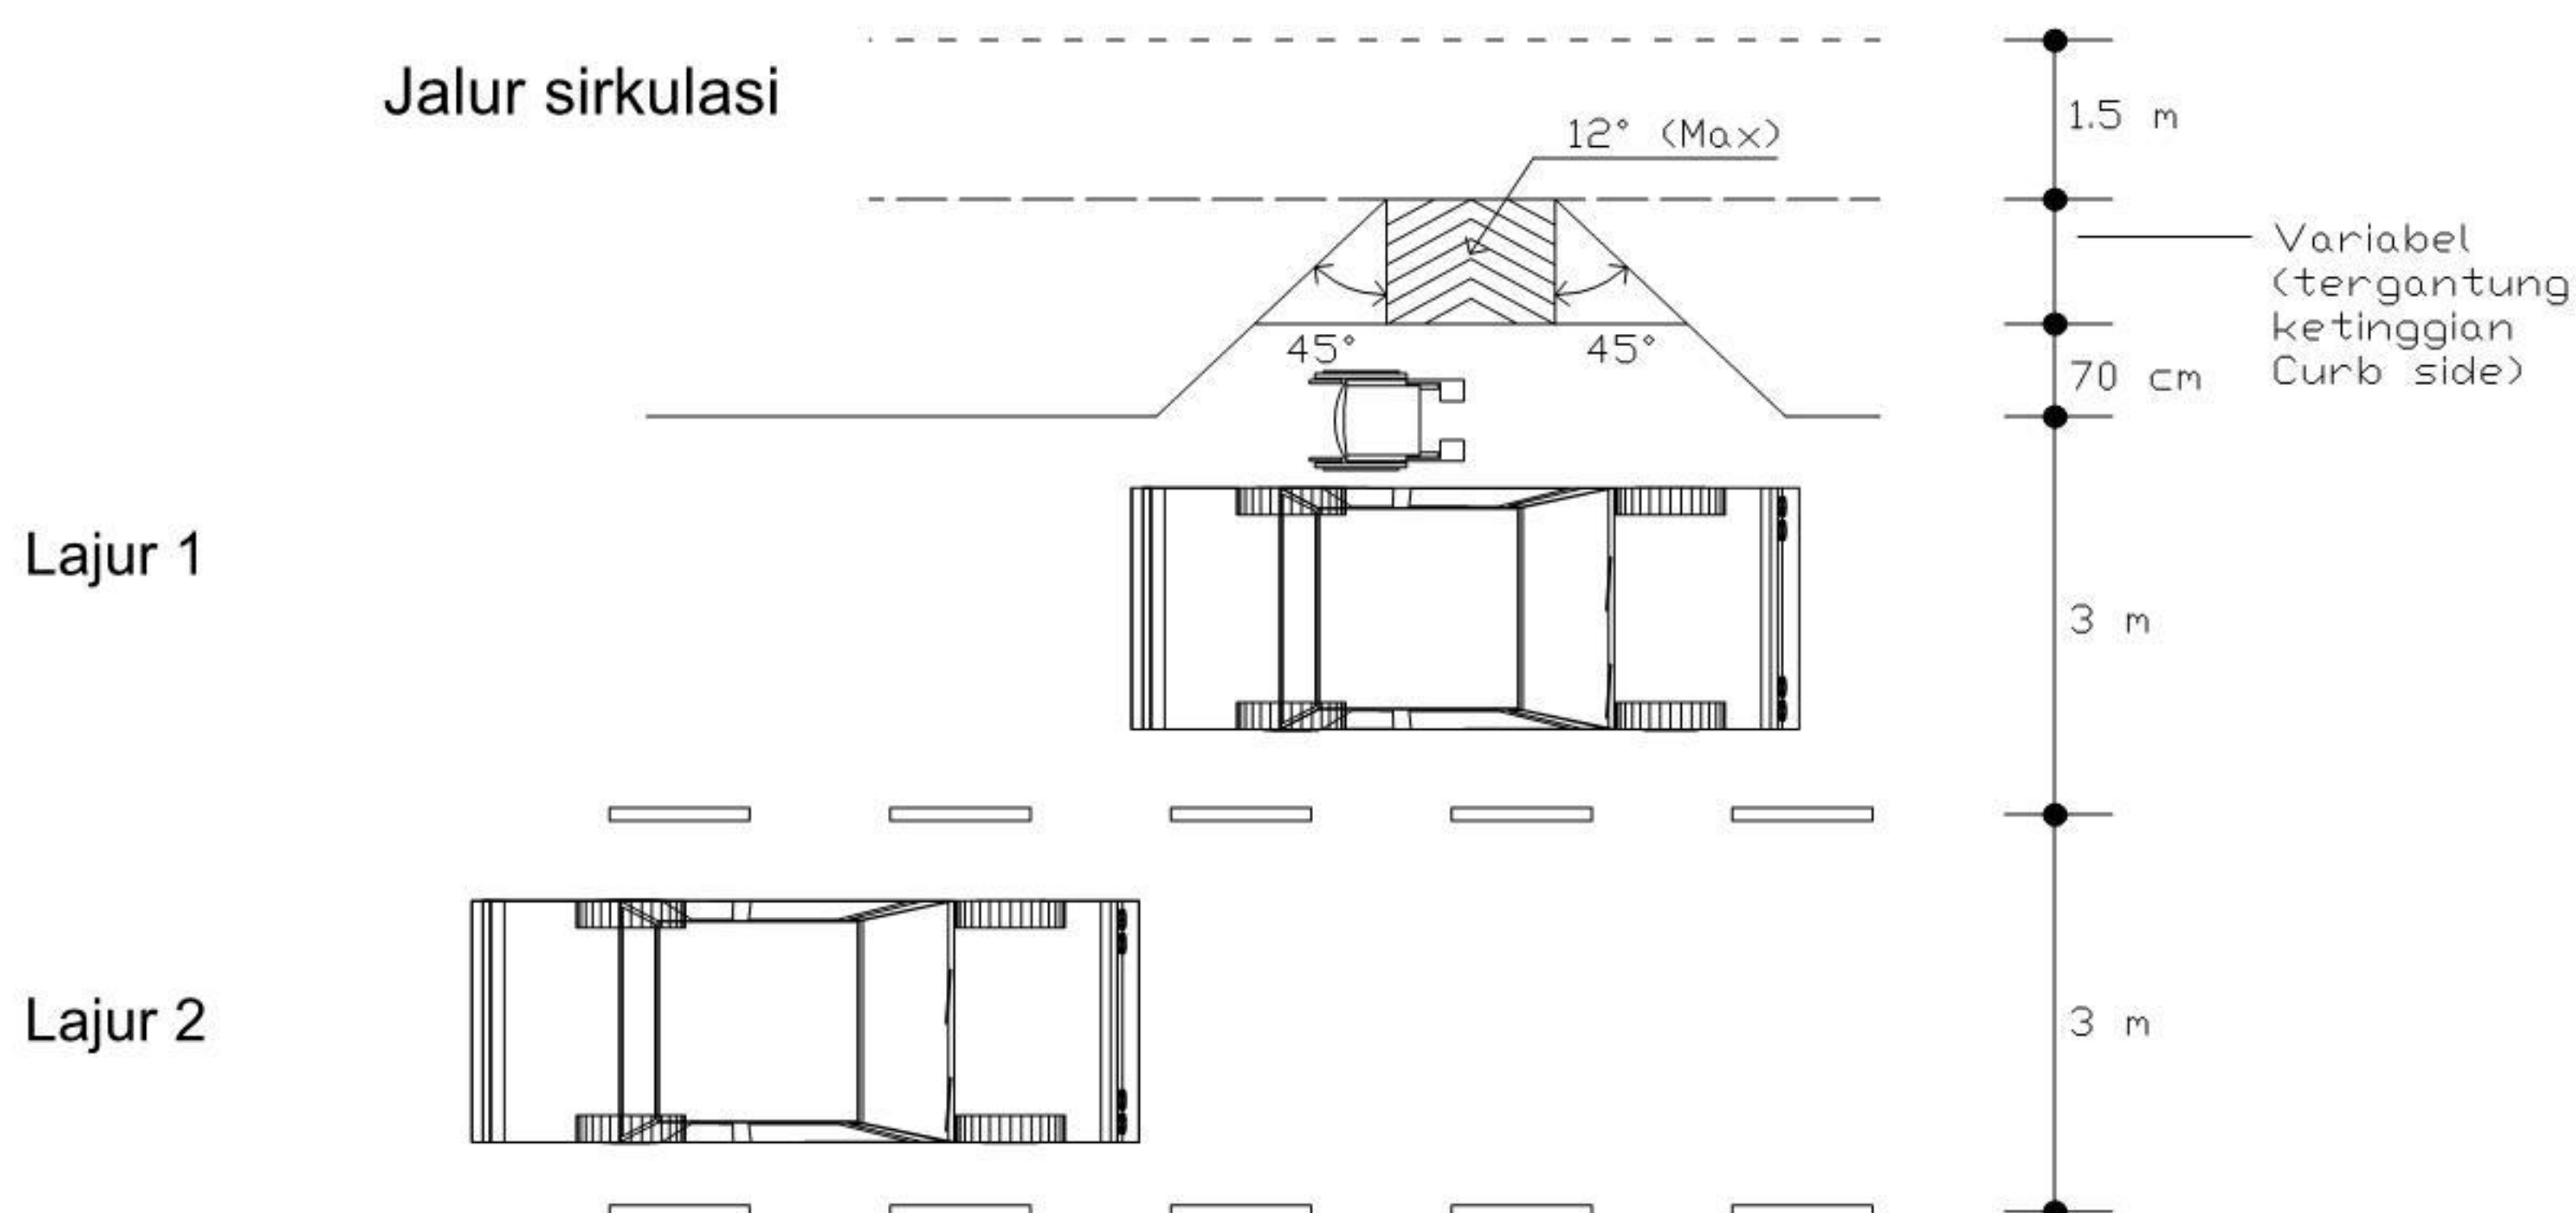 Jalur sirkulasi
12° (Max)
1.5 m
Variabel
(tergantung
ketinggian
Curb side)
45°
45°
70 cm
Lajur 1
3 m
Lajur 2
3 m